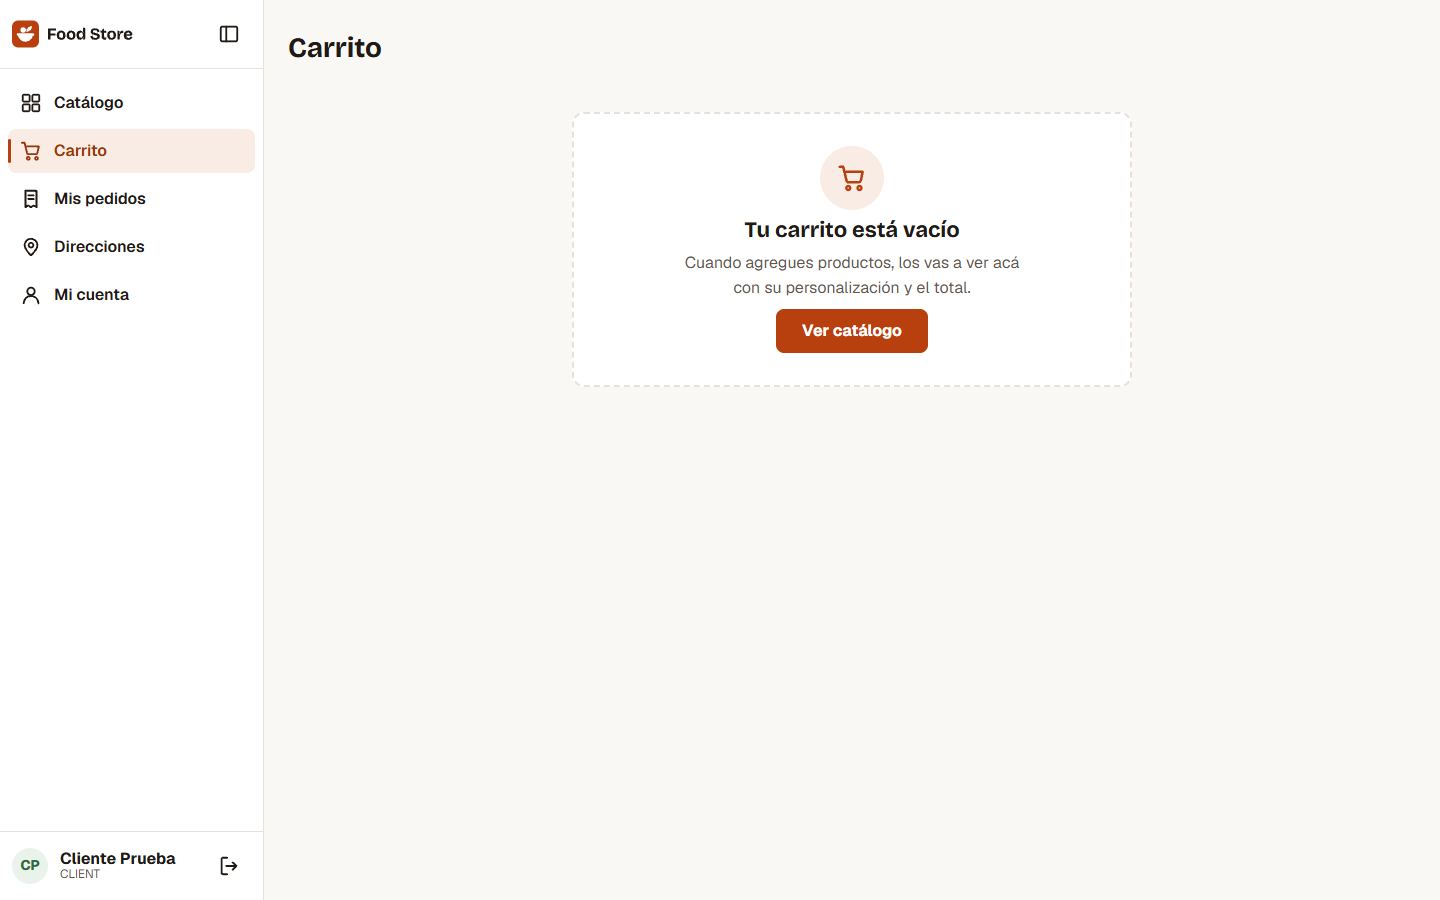 Food Store
Catálogo
Carrito
Mis pedidos
Direcciones
Mi cuenta
CP
Cliente Prueba
CLIENT
Carrito
Tu carrito está vacío
Cuando agregues productos, los vas a ver acá
con su personalización y el total.
Ver catálogo